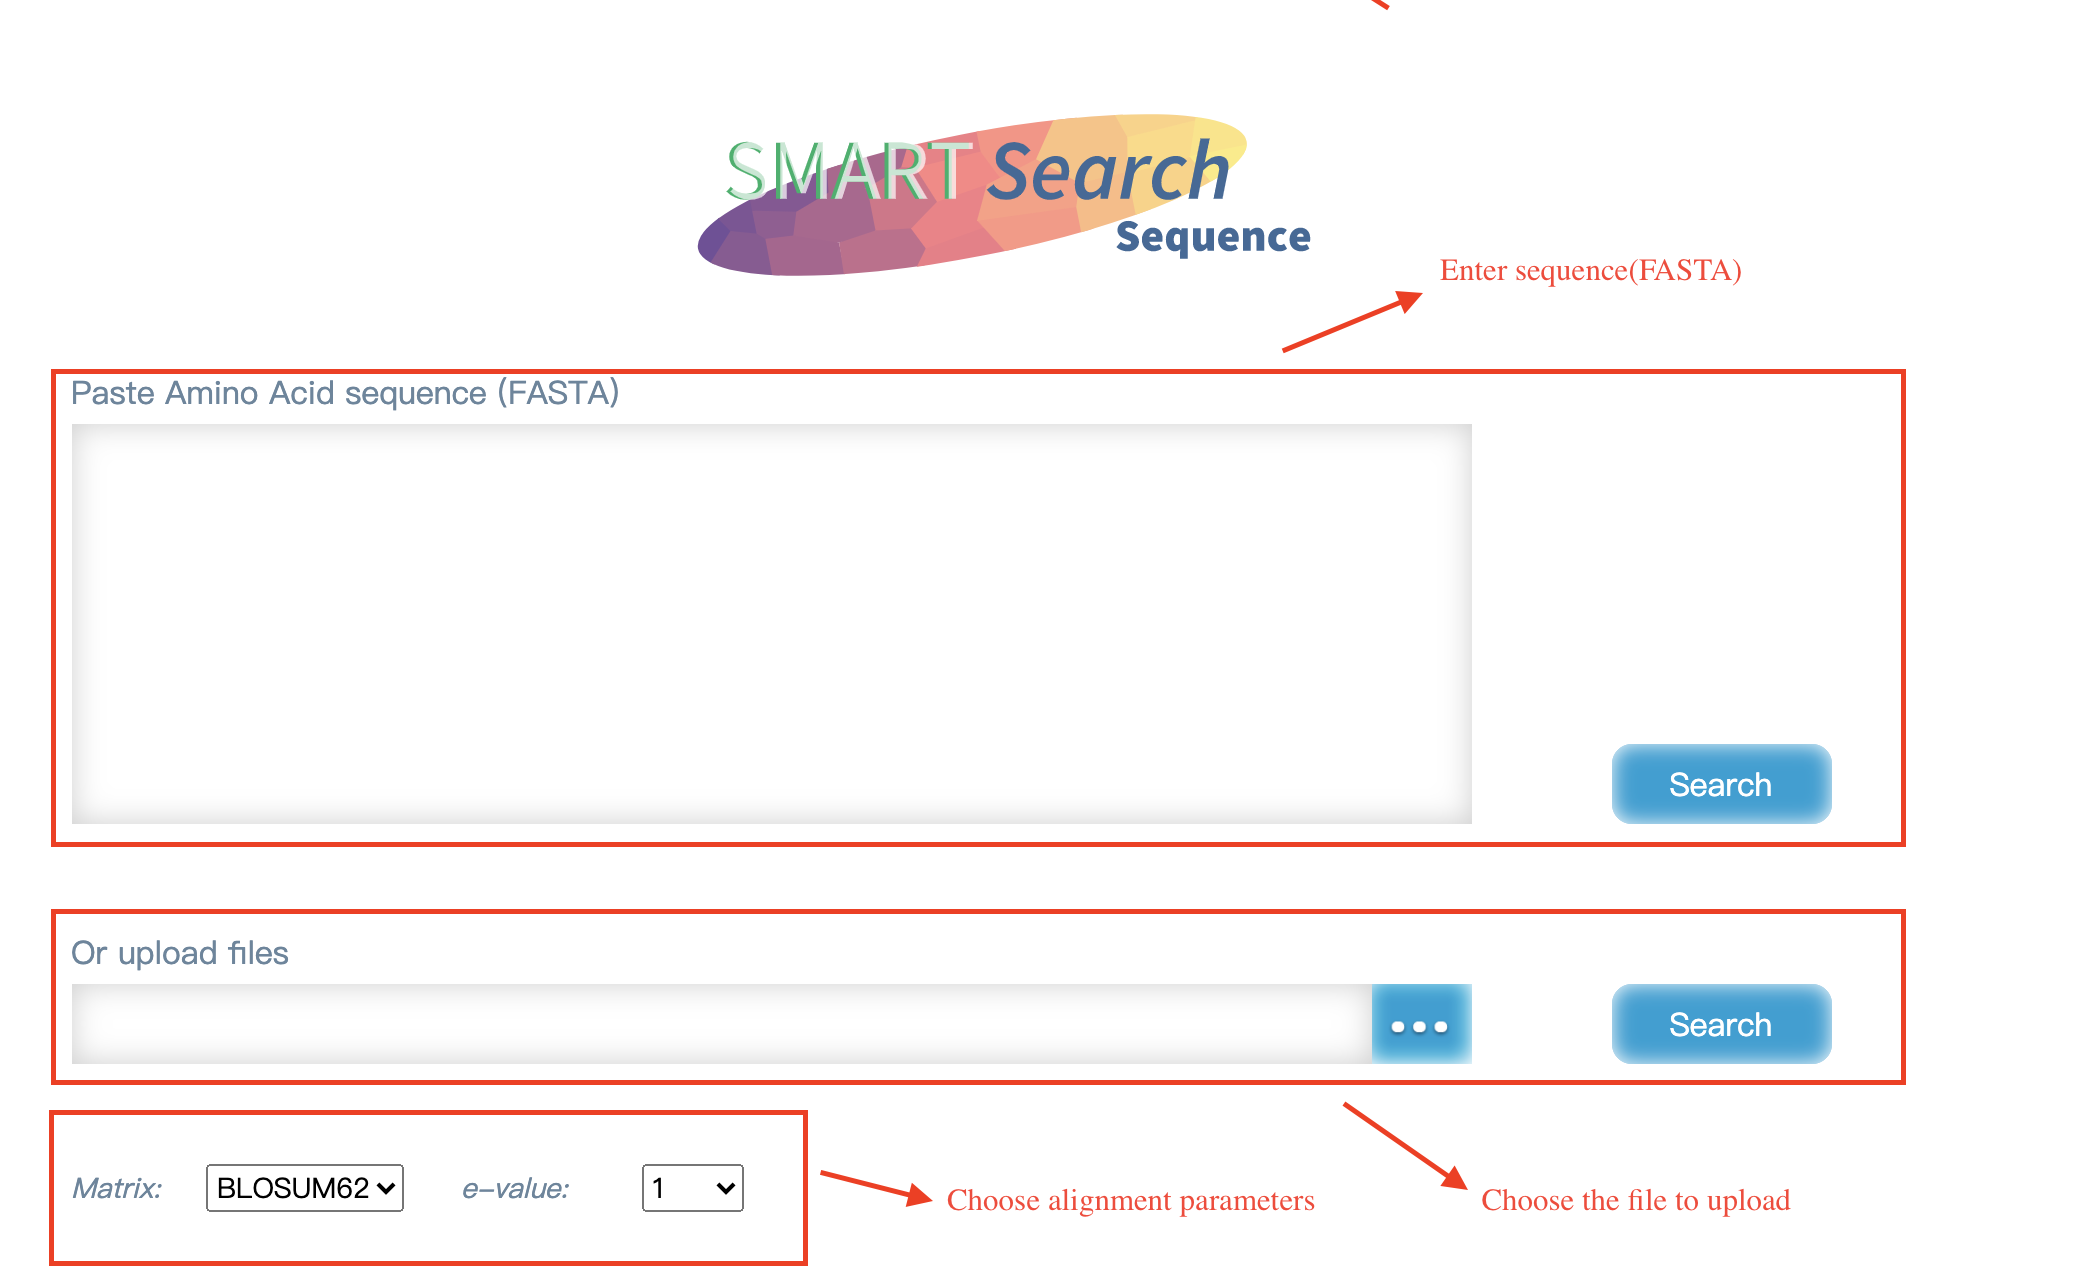 SMART Search
Sequence
Enter sequence(FASTA)
Paste Amino Acid sequence (FASTA)
Search
Or upload files
Search
Matrix: BLOSUM62 e-value: 1
Choose alignment parameters
Choose the file to upload